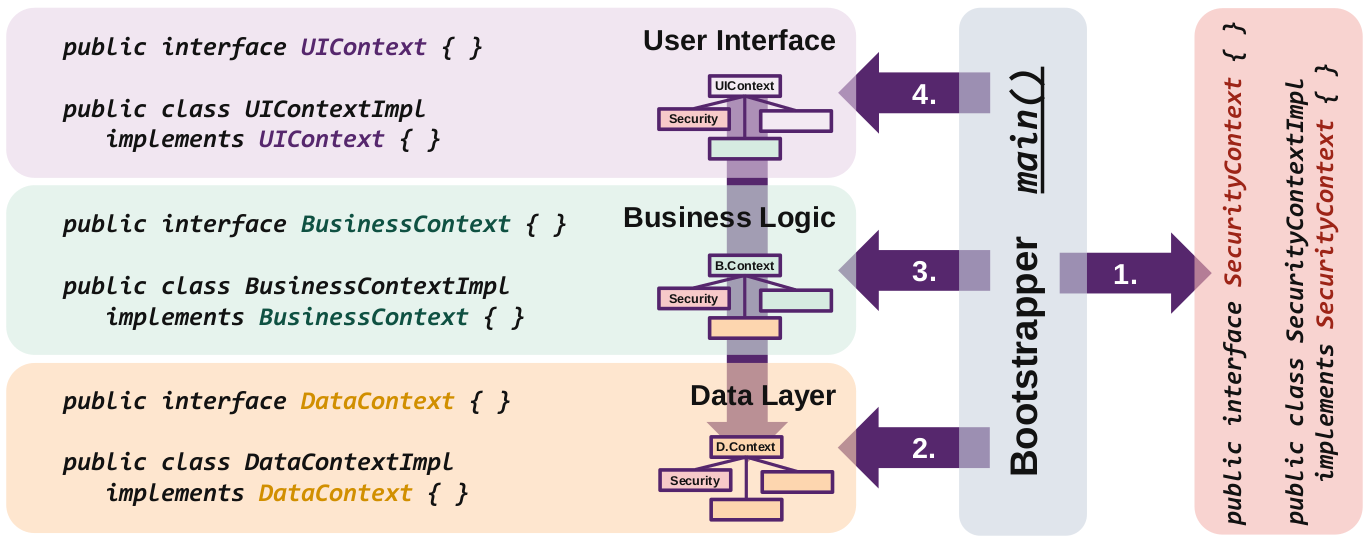 User Interface
public interface UIContext { }
public class UIContextImpl
implements UIContext { }
UIContext
Security
4.
Business Logic
public interface BusinessContext { }
public class BusinessContextImpl
implements BusinessContext { }
B.Context
Security
3.
Data Layer
public interface DataContext { }
public class DataContextImpl
implements DataContext { }
D.Context
Security
2.
Bootstrapper main()
1.
public interface SecurityContext { }
public class SecurityContextImpl
implements SecurityContext { }